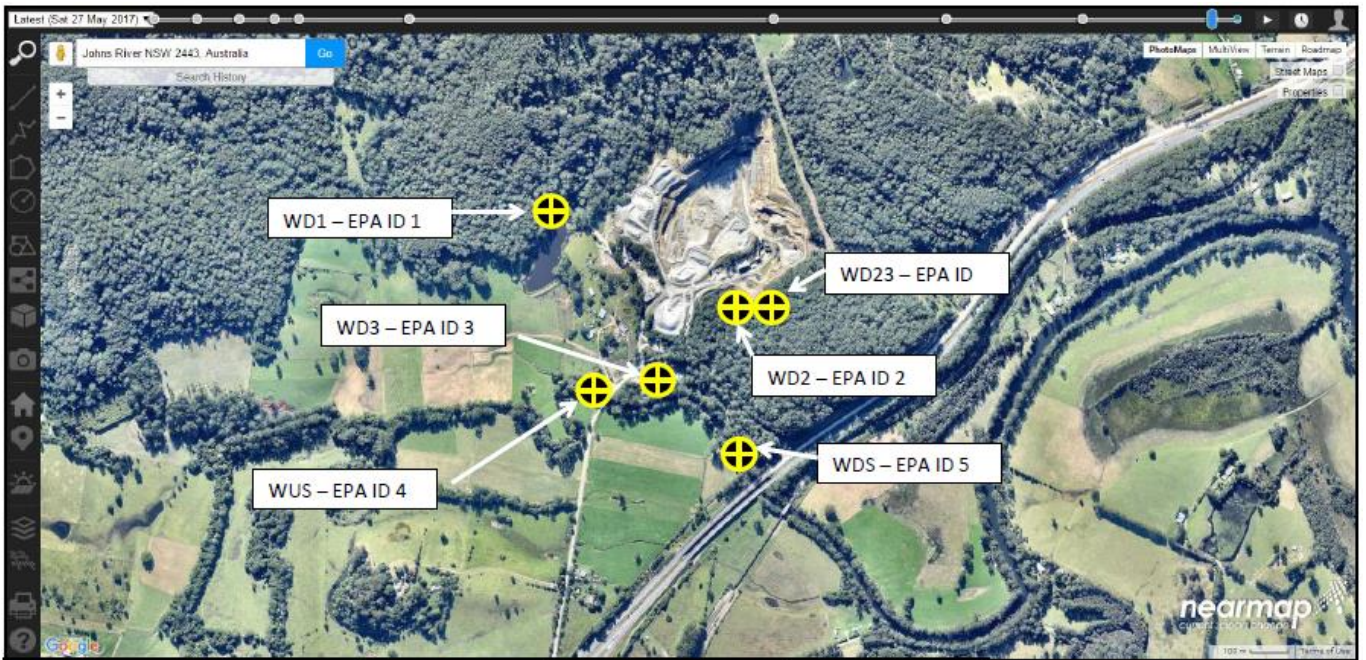 Latest (Sat 27 May 2017)
Johns River NSW 2443, Australia
Go
Search History
PhotoMaps MultiView Terrain Roadmap
Street Maps
Properties
+
-
WD1 – EPA ID 1
WD23 – EPA ID
WD3 – EPA ID 3
WD2 – EPA ID 2
WDS – EPA ID 5
WUS – EPA ID 4
nearmap
Google
100 m
Terms of Use